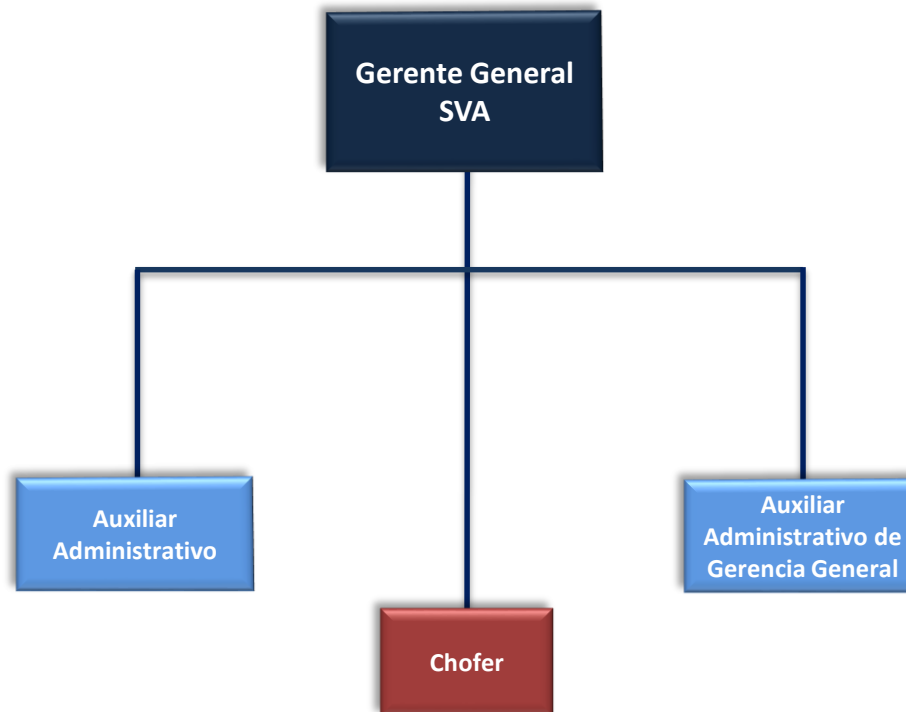 Gerente General
SVA
Auxiliar
Administrativo
Auxiliar
Administrativo de
Gerencia General
Chofer